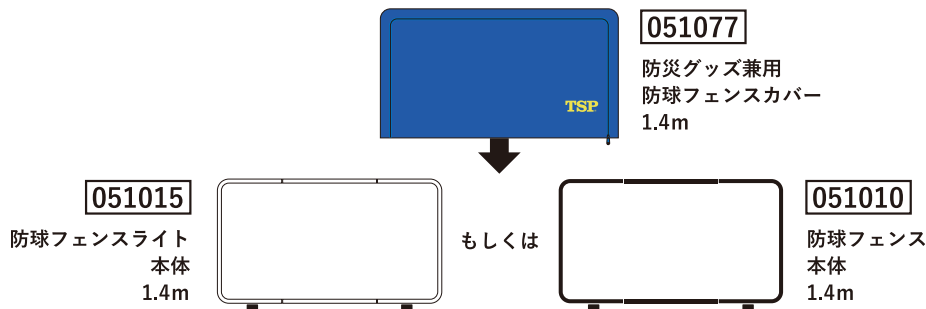 051077
防災グッズ兼用
防球フェンスカバー
1.4m
TSP
051015
防球フェンスライト
本体
1.4m
もしくは
051010
防球フェンス
本体
1.4m